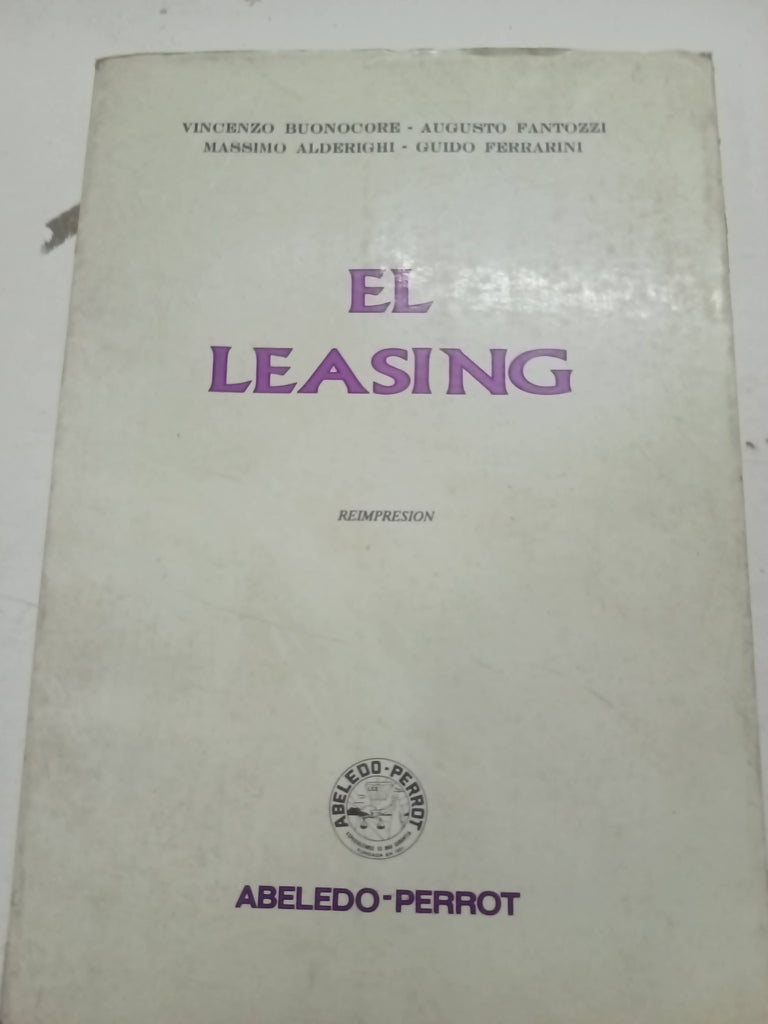 VINCENZO BUONOCORE - AUGUSTO FANTOZZI
MASSIMO ALDERIGHI - GUIDO FERRARINI
EL
LEASING
REIMPRESION
ABELEDO-PERROT
ABELEDO-PERROT